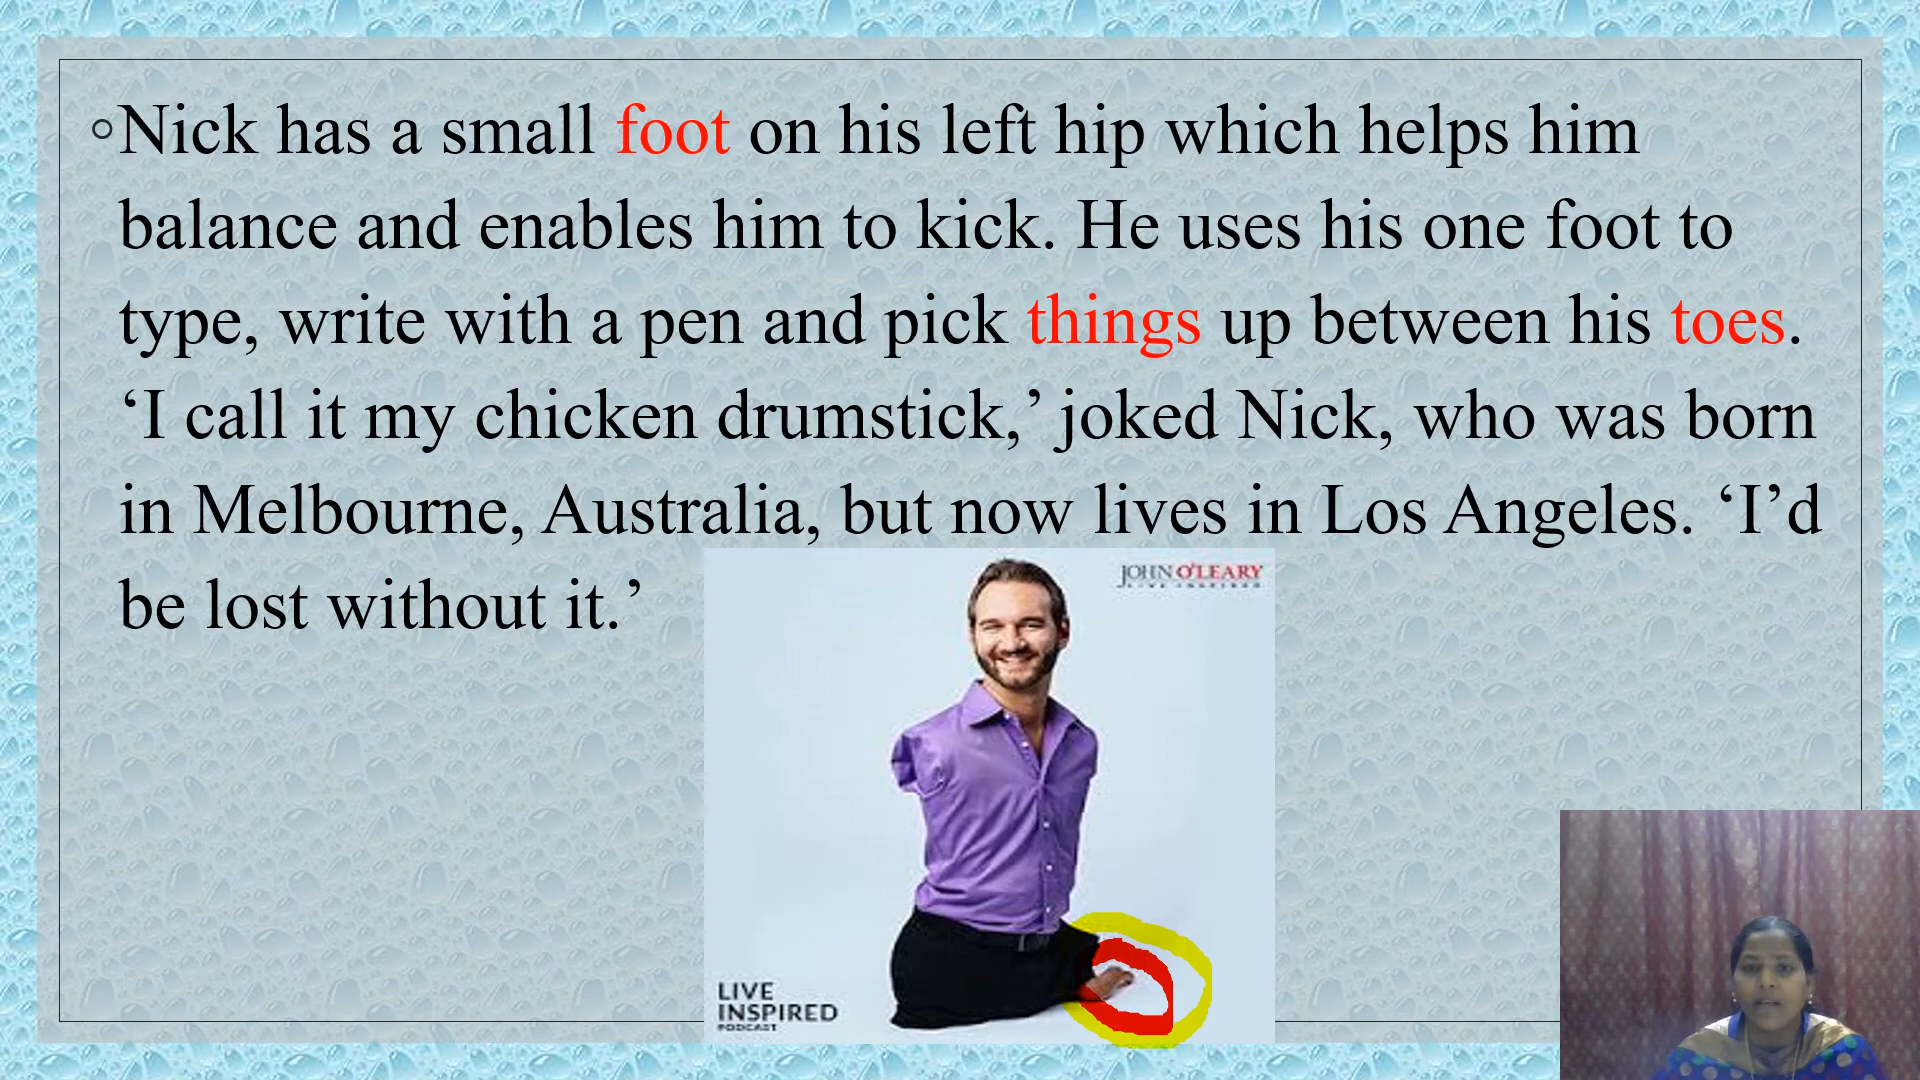 Nick has a small foot on his left hip which helps him
balance and enables him to kick. He uses his one foot to
type, write with a pen and pick things up between his toes.
‘I call it my chicken drumstick,’ joked Nick, who was born
in Melbourne, Australia, but now lives in Los Angeles. ‘I’d
be lost without it.’
JOHN O'LEARY
LIVE INSPIRED
LIVE
INSPIRED
PODCAST